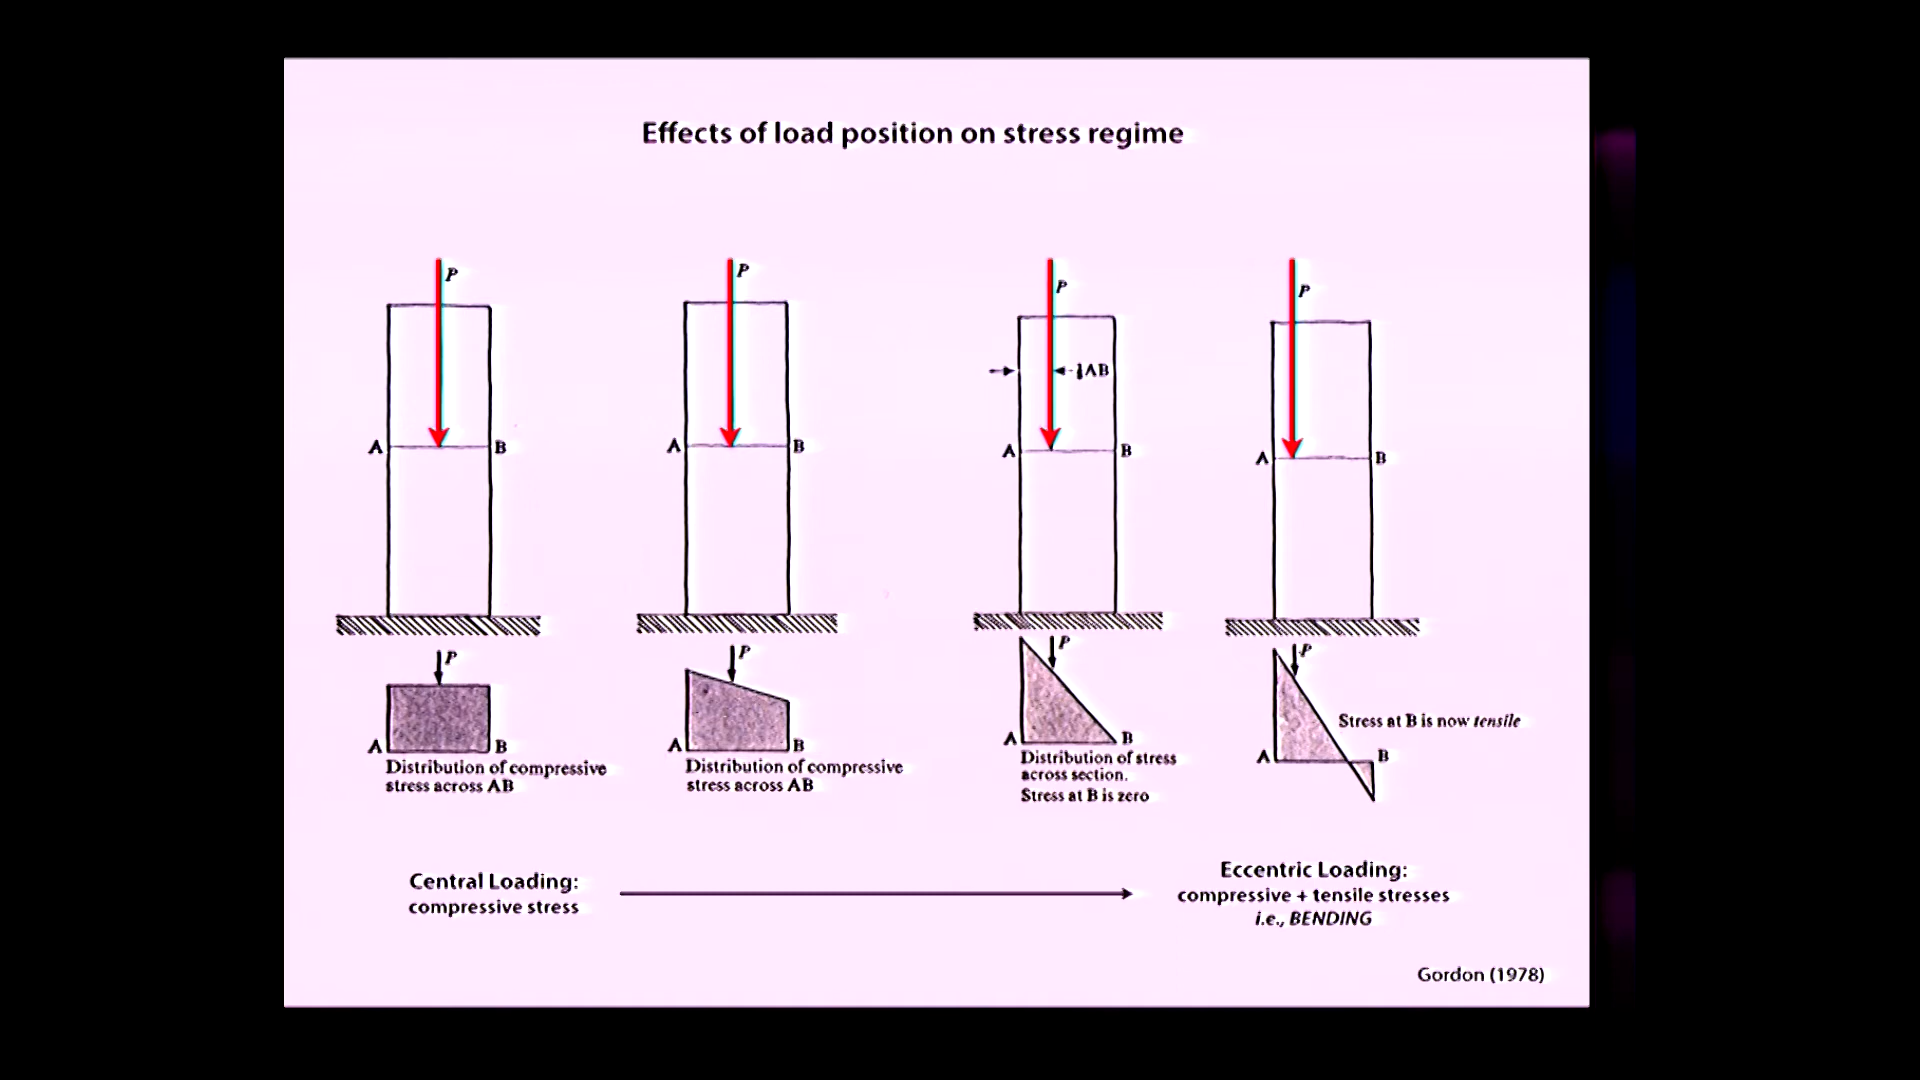 Effects of load position on stress regime
P
P
P
P
AB
A
B
A
B
A
B
A
B
P
P
P
P
Stress at B is now tensile
A
B
A
B
A
B
A
B
Distribution of compressive
stress across AB
Distribution of compressive
stress across AB
Distribution of stress
across section.
Stress at B is zero
Central Loading:
compressive stress
Eccentric Loading:
compressive + tensile stresses
i.e., BENDING
Gordon (1978)